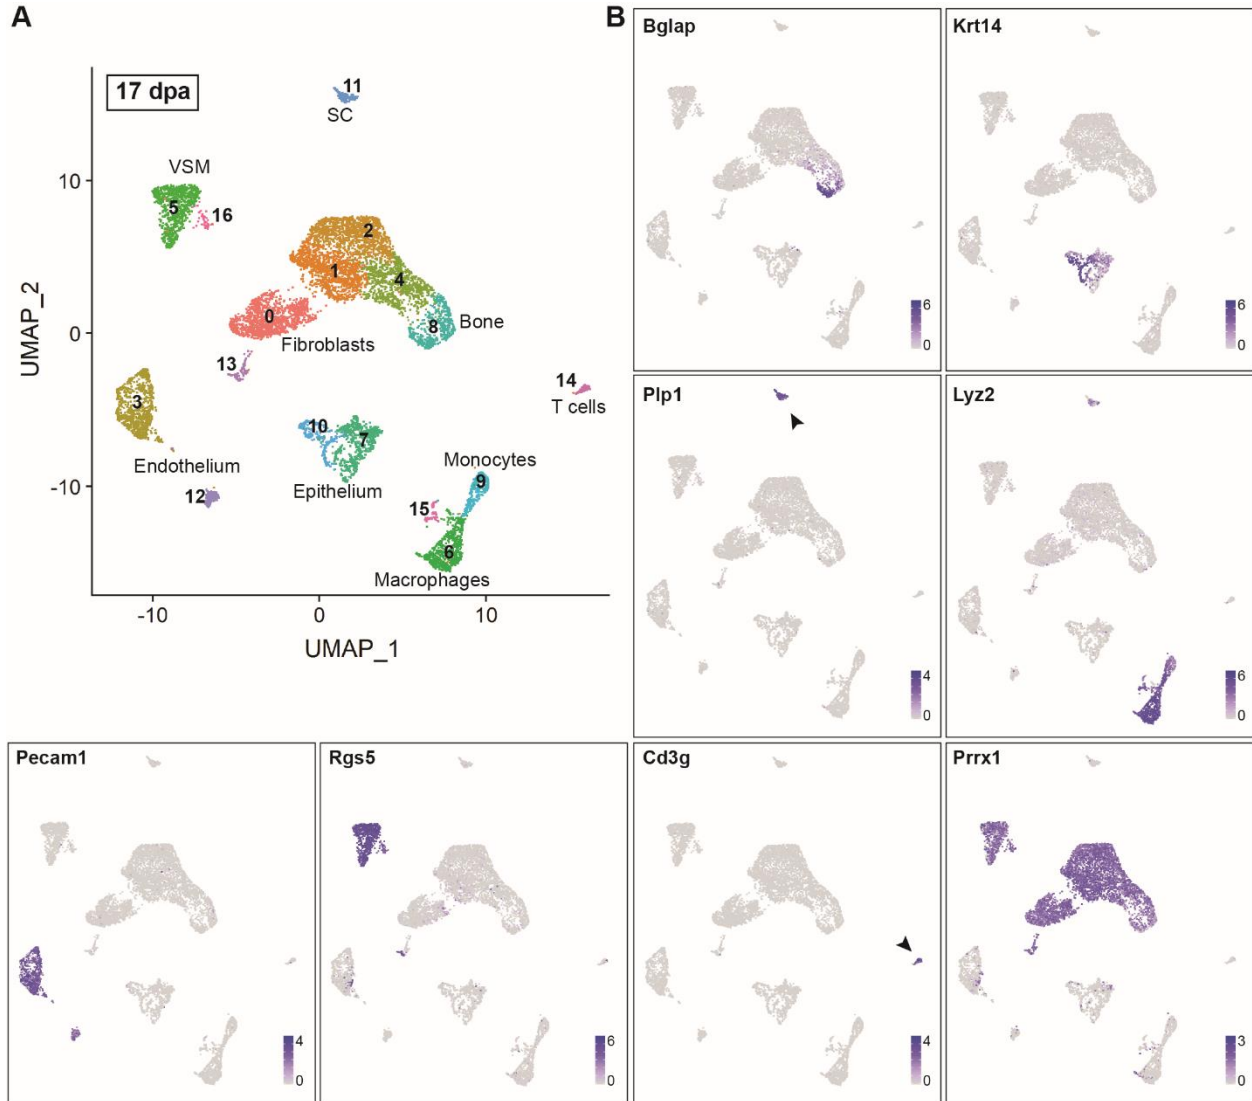 A
17 dpa
11
SC
VSM
5
16
10
2
1
4
0
8
Bone
Fibroblasts
0
13
14
T cells
3
10
7
Endothelium
Monocytes
9
Epithelium
-10
12
15
6
Macrophages
-10
0
10
UMAP_1
UMAP_2
B
Bglap
6
0
Krt14
6
0
Plp1
4
0
Lyz2
6
0
Pecam1
4
0
Rgs5
6
0
Cd3g
4
0
Prrx1
3
0